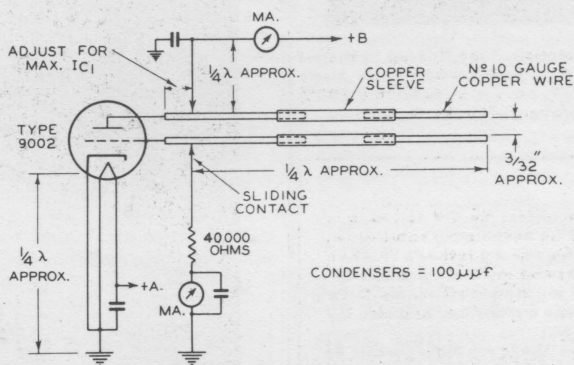 MA.
+B
ADJUST FOR
MAX. IC1
1/4 λ APPROX.
COPPER
SLEEVE
Nº 10 GAUGE
COPPER WIRE
TYPE
9002
1/4 λ APPROX.
3/32"
APPROX.
SLIDING
CONTACT
1/4 λ
APPROX.
40000
OHMS
+A-
MA.
CONDENSERS = 100 μμf